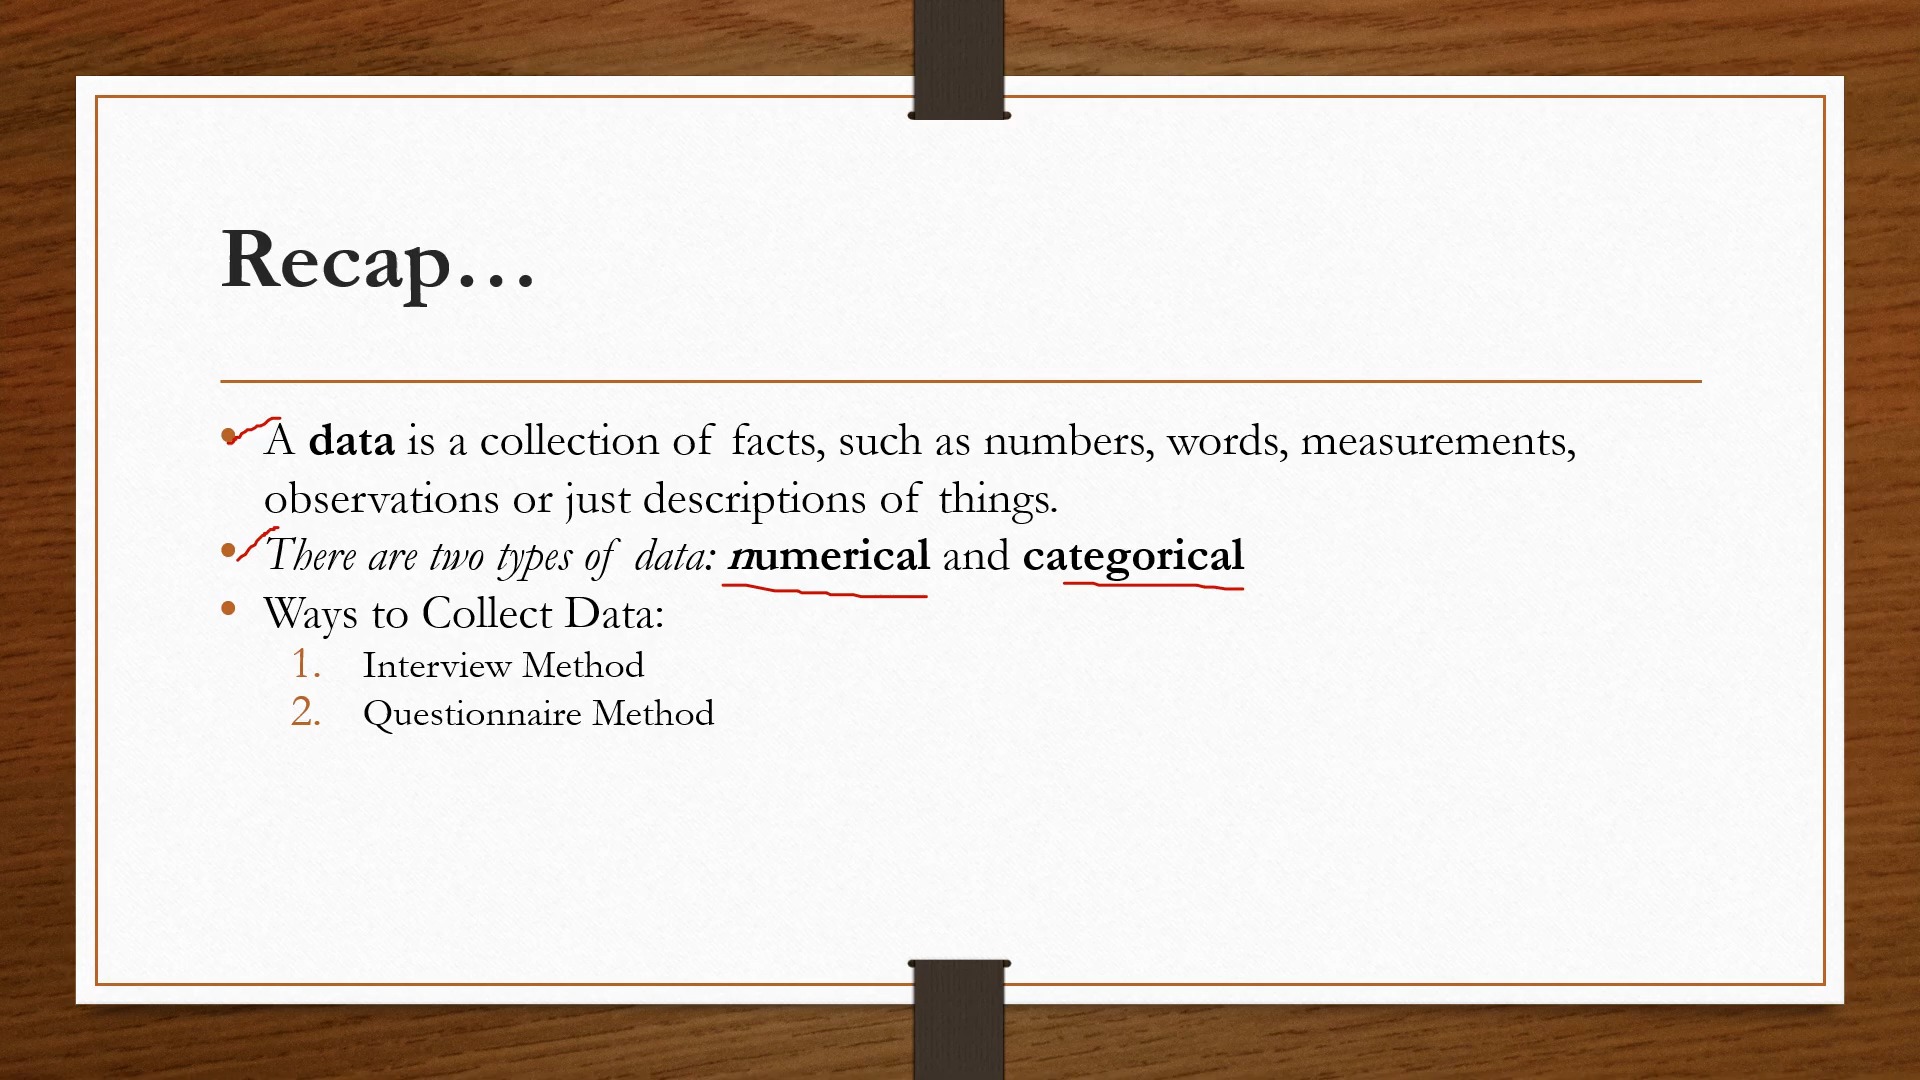 Recap…
• A data is a collection of facts, such as numbers, words, measurements,
observations or just descriptions of things.
• There are two types of data: numerical and categorical
• Ways to Collect Data:
1. Interview Method
2. Questionnaire Method